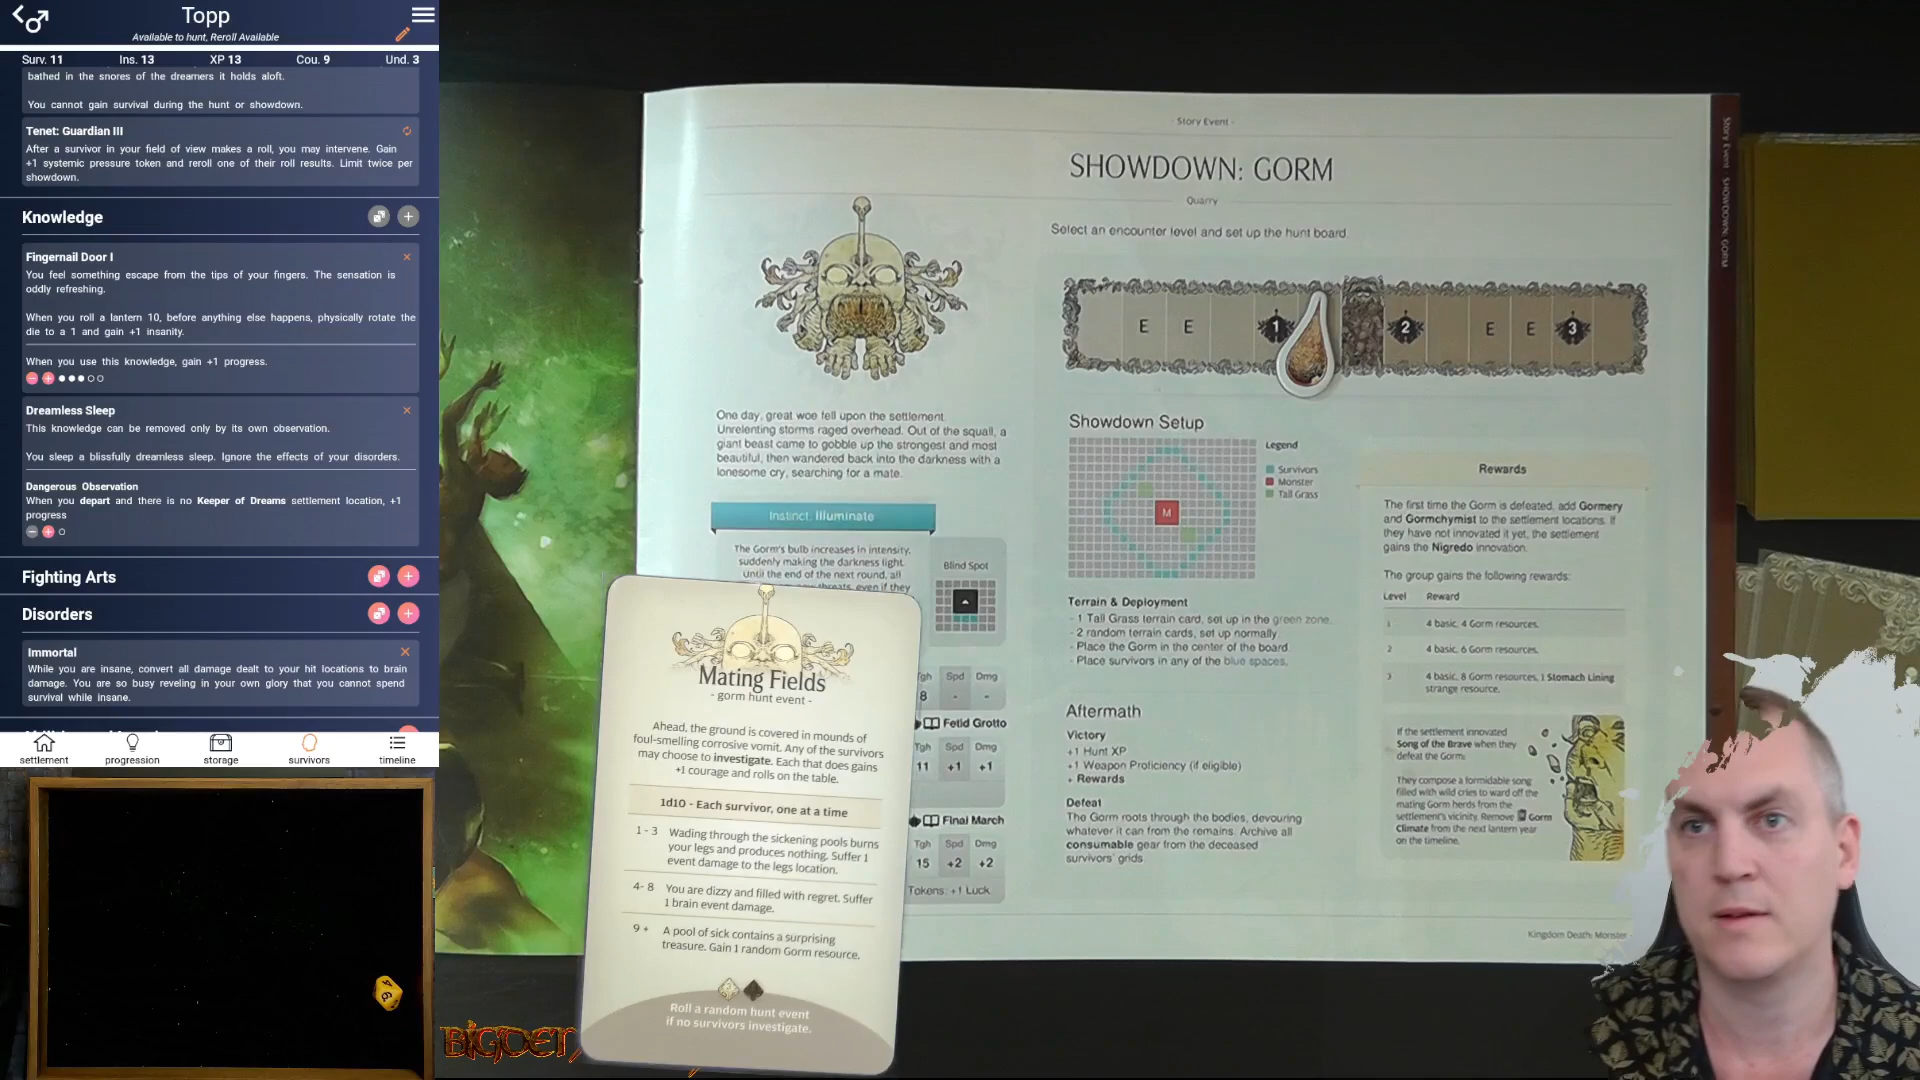 Topp
Available to hunt, Reroll Available
Surv. 11 Ins. 13 XP 13 Cou. 9 Und. 3
bathed in the snores of the dreamers it holds aloft.
You cannot gain survival during the hunt or showdown.
Tenet: Guardian III
After a survivor in your field of view makes a roll, you may intervene. Gain
+1 systemic pressure token and reroll one of their roll results. Limit twice per
showdown.
Knowledge
Fingernail Door I
You feel something escape from the tips of your fingers. The sensation is
oddly refreshing.
When you roll a lantern 10, before anything else happens, physically rotate the
die to a 1 and gain +1 insanity.
When you use this knowledge, gain +1 progress.
Dreamless Sleep
This knowledge can be removed only by its own observation.
You sleep a blissfully dreamless sleep. Ignore the effects of your disorders.
Dangerous Observation
When you depart and there is no Keeper of Dreams settlement location, +1
progress
Fighting Arts
Disorders
Immortal
While you are insane, convert all damage dealt to your hit locations to brain
damage. You are so busy reveling in your own glory that you cannot spend
survival while insane.
settlement progression storage survivors timeline
- Story Event -
SHOWDOWN: GORM
Quarry
Select an encounter level and set up the hunt board.
E E 1 2 E E 3
One day, great woe fell upon the settlement.
Unrelenting storms raged overhead. Out of the squall, a
giant beast came to gobble up the strongest and most
beautiful, then wandered back into the darkness with a
lonesome cry, searching for a mate.
Instinct: Illuminate
The Gorm's bulb increases in intensity,
suddenly making the darkness light.
until the end of the next round, all
threats, even if they
Blind Spot
Spd Dmg
8 - -
Fetid Grotto
Tgh Spd Dmg
11 +1 +1
Final March
Tgh Spd Dmg
15 +2 +2
Tokens: +1 Luck
Showdown Setup
M
Legend
Survivors
Monster
Tall Grass
Terrain & Deployment
- 1 Tall Grass terrain card, set up in the green zone.
- 2 random terrain cards, set up normally
- Place the Gorm in the center of the board
- Place survivors in any of the blue spaces.
Aftermath
Victory
+1 Hunt XP
+1 Weapon Proficiency (if eligible)
+ Rewards
Defeat
The Gorm roots through the bodies, devouring
whatever it can from the remains. Archive all
consumable gear from the deceased
survivors' grids
Rewards
The first time the Gorm is defeated, add Gormery
and Gormchymist to the settlement locations. If
they have not innovated it yet, the settlement
gains the Nigredo innovation.
The group gains the following rewards:
Level Reward
1 4 basic, 4 Gorm resources.
2 4 basic, 6 Gorm resources.
3 4 basic, 8 Gorm resources, 1 Stomach Lining
strange resource.
If the settlement innovated
Song of the Brave when they
defeat the Gorm:
They compose a formidable song
filled with wild cries to ward off the
mating Gorm herds from the
settlement's vicinity. Remove Gorm
Climate from the next lantern year
on the timeline.
Kingdom Death: Monster
Story Event - SHOWDOWN: GORM
Mating Fields
- gorm hunt event -
Ahead, the ground is covered in mounds of
foul-smelling corrosive vomit. Any of the survivors
may choose to investigate. Each that does gains
+1 courage and rolls on the table.
1d10 - Each survivor, one at a time
1 - 3 Wading through the sickening pools burns
your legs and produces nothing. Suffer 1
event damage to the legs location.
4- 8 You are dizzy and filled with regret. Suffer
1 brain event damage.
9 + A pool of sick contains a surprising
treasure. Gain 1 random Gorm resource.
Roll a random hunt event
if no survivors investigate.